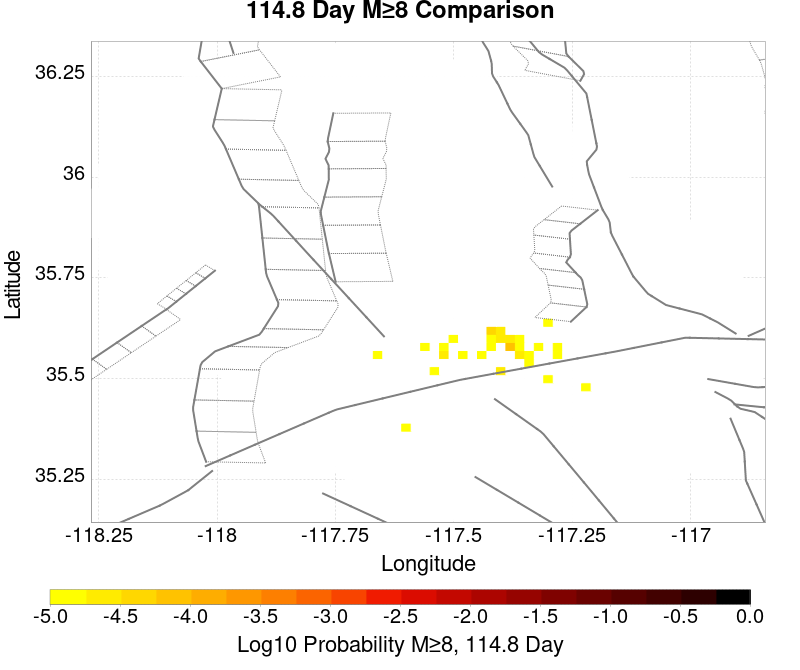 114.8 Day M≥8 Comparison
36.25
36
35.75
35.5
35.25
Latitude
-118.25 -118 -117.75 -117.5 -117.25 -117
Longitude
-5.0 -4.5 -4.0 -3.5 -3.0 -2.5 -2.0 -1.5 -1.0 -0.5 0.0
Log10 Probability M≥8, 114.8 Day